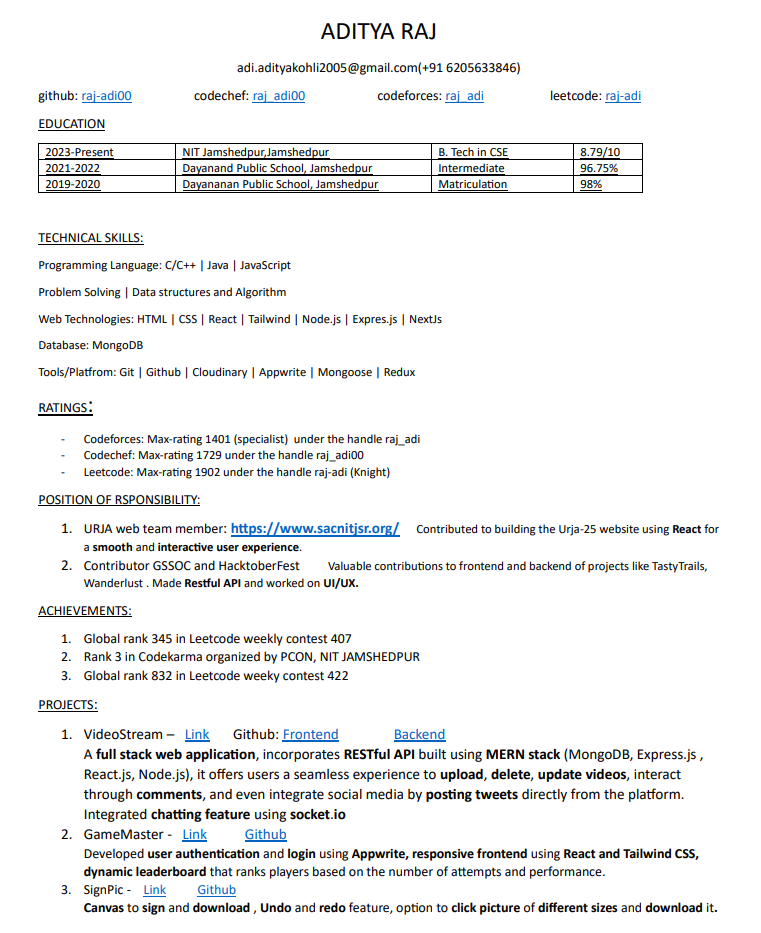 ADITYA RAJ
adi.adityakohli2005@gmail.com(+91 6205633846)
github: raj-adi00 codechef: raj_adi00 codeforces: raj_adi leetcode: raj-adi
EDUCATION
2023-Present NIT Jamshedpur,Jamshedpur B. Tech in CSE 8.79/10
2021-2022 Dayanand Public School, Jamshedpur Intermediate 96.75%
2019-2020 Dayananan Public School, Jamshedpur Matriculation 98%
TECHNICAL SKILLS:
Programming Language: C/C++ | Java | JavaScript
Problem Solving | Data structures and Algorithm
Web Technologies: HTML | CSS | React | Tailwind | Node.js | Expres.js | NextJs
Database: MongoDB
Tools/Platfrom: Git | Github | Cloudinary | Appwrite | Mongoose | Redux
RATINGS:
- Codeforces: Max-rating 1401 (specialist) under the handle raj_adi
- Codechef: Max-rating 1729 under the handle raj_adi00
- Leetcode: Max-rating 1902 under the handle raj-adi (Knight)
POSITION OF RSPONSIBILITY:
1. URJA web team member: https://www.sacnitjsr.org/ Contributed to building the Urja-25 website using React for
a smooth and interactive user experience.
2. Contributor GSSOC and HacktoberFest Valuable contributions to frontend and backend of projects like TastyTrails,
Wanderlust . Made Restful API and worked on UI/UX.
ACHIEVEMENTS:
1. Global rank 345 in Leetcode weekly contest 407
2. Rank 3 in Codekarma organized by PCON, NIT JAMSHEDPUR
3. Global rank 832 in Leetcode weeky contest 422
PROJECTS:
1. VideoStream – Link Github: Frontend Backend
A full stack web application, incorporates RESTful API built using MERN stack (MongoDB, Express.js ,
React.js, Node.js), it offers users a seamless experience to upload, delete, update videos, interact
through comments, and even integrate social media by posting tweets directly from the platform.
Integrated chatting feature using socket.io
2. GameMaster - Link Github
Developed user authentication and login using Appwrite, responsive frontend using React and Tailwind CSS,
dynamic leaderboard that ranks players based on the number of attempts and performance.
3. SignPic - Link Github
Canvas to sign and download , Undo and redo feature, option to click picture of different sizes and download it.